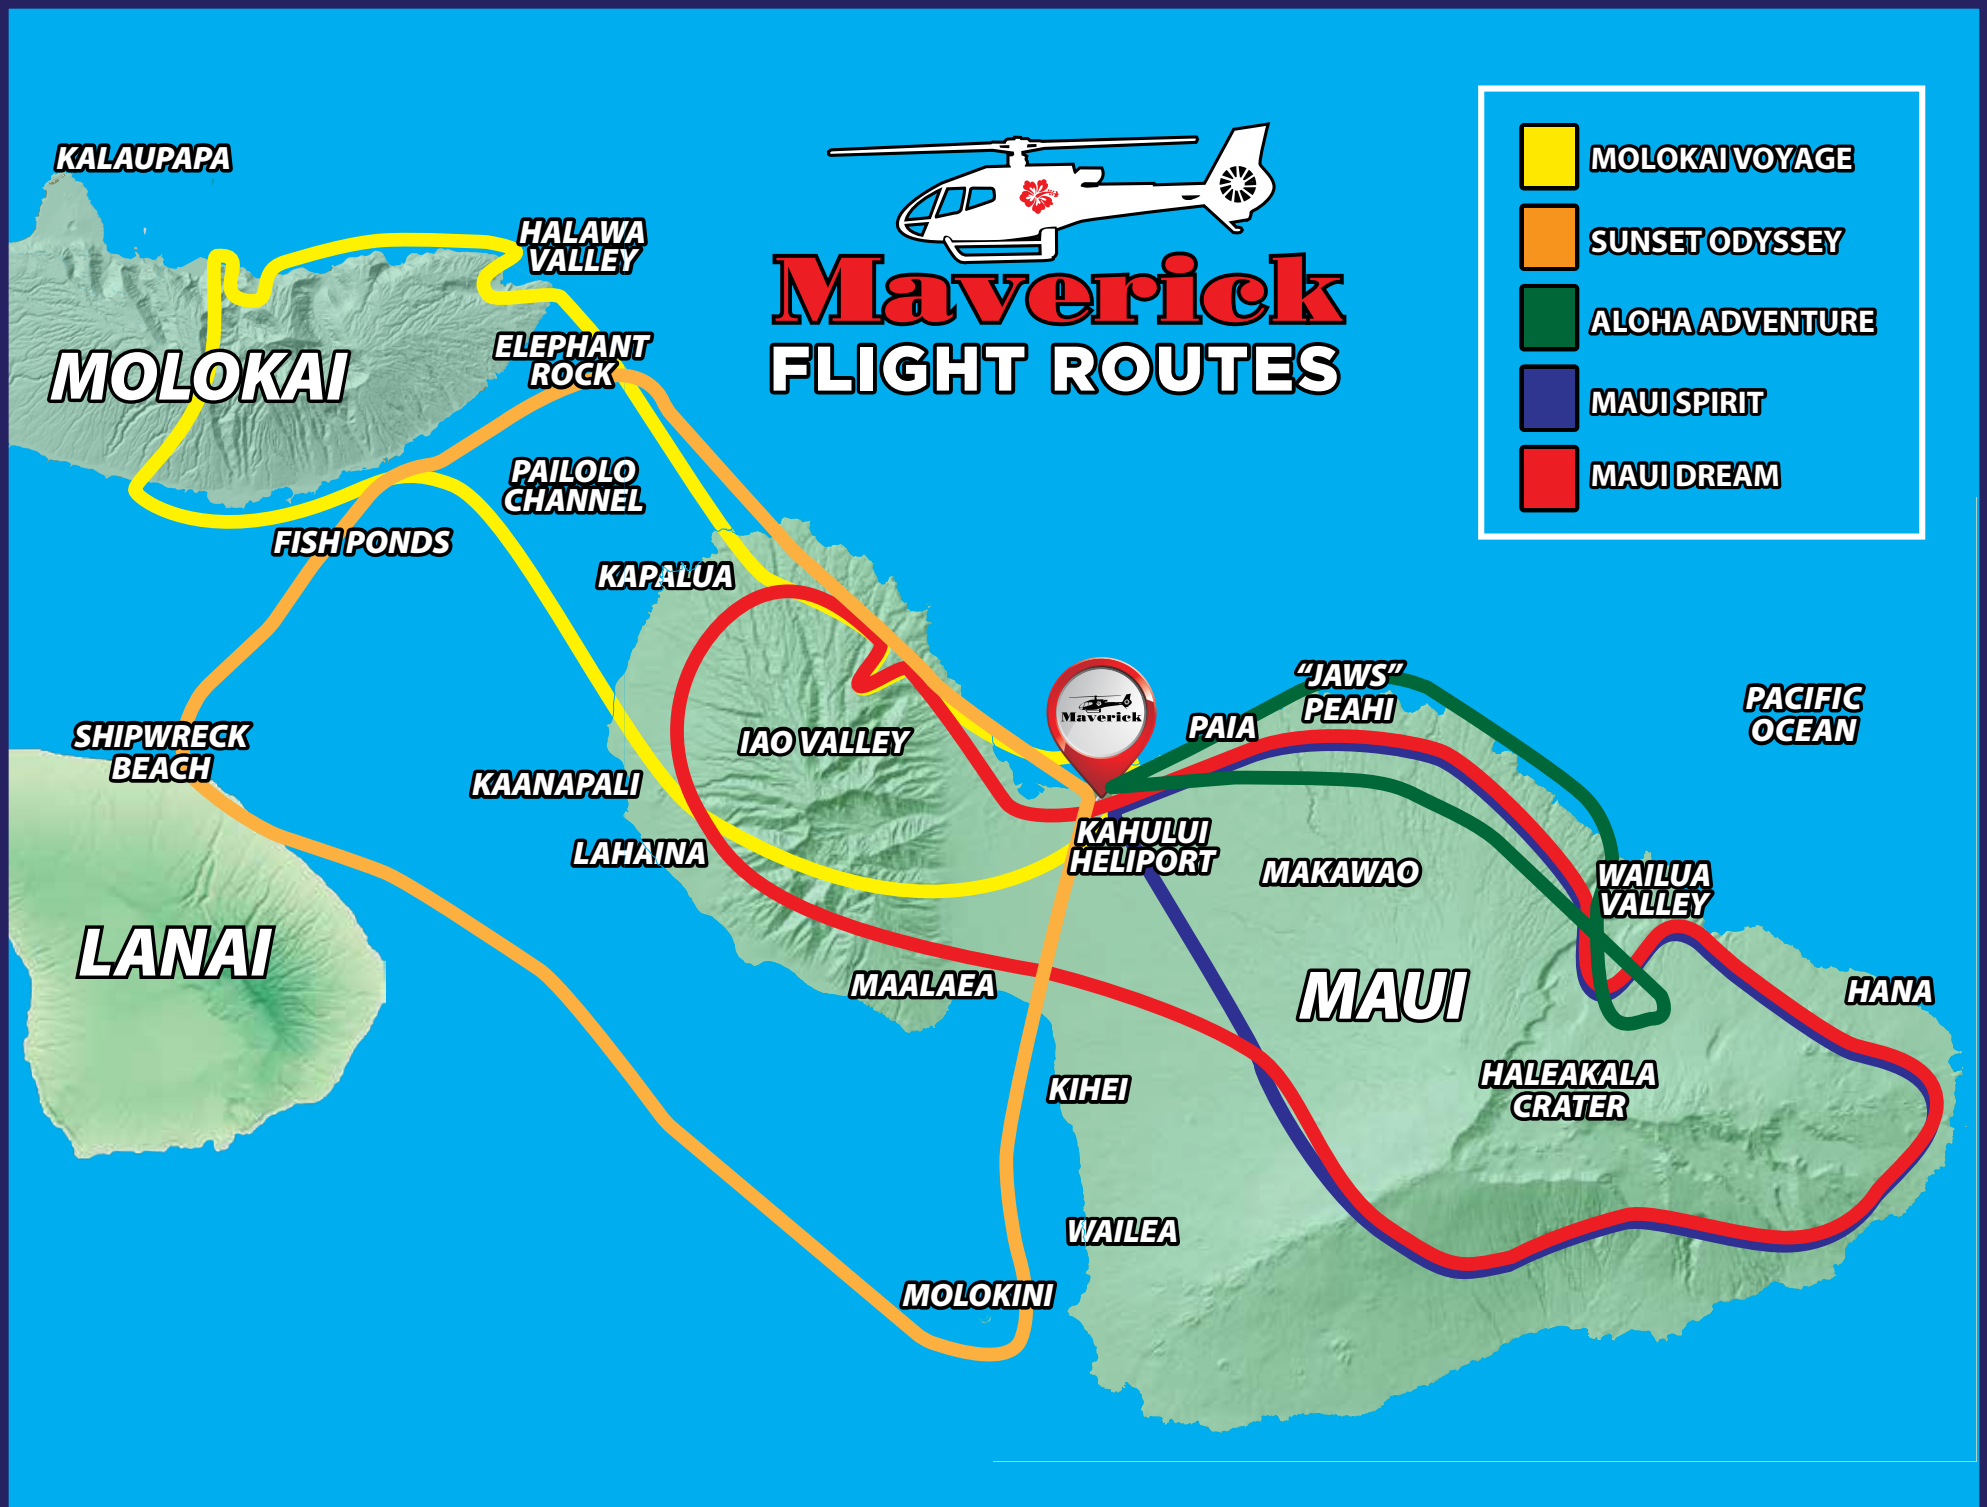 KALAUPAPA
HALAWA
VALLEY
ELEPHANT
ROCK
MOLOKAI
PAILOLO
CHANNEL
FISH PONDS
KAPALUA
Maverick
FLIGHT ROUTES
MOLOKAI VOYAGE
SUNSET ODYSSEY
ALOHA ADVENTURE
MAUI SPIRIT
MAUI DREAM
SHIPWRECK
BEACH
LANAI
KAANAPALI
LAHAINA
IAO VALLEY
Maverick
PAIA
"JAWS"
PEAHI
PACIFIC
OCEAN
KAHULUI
HELIPORT
MAKAWAO
WAILUA
VALLEY
MAALAEA
MAUI
HANA
HALEAKALA
CRATER
KIHEI
WAILEA
MOLOKINI